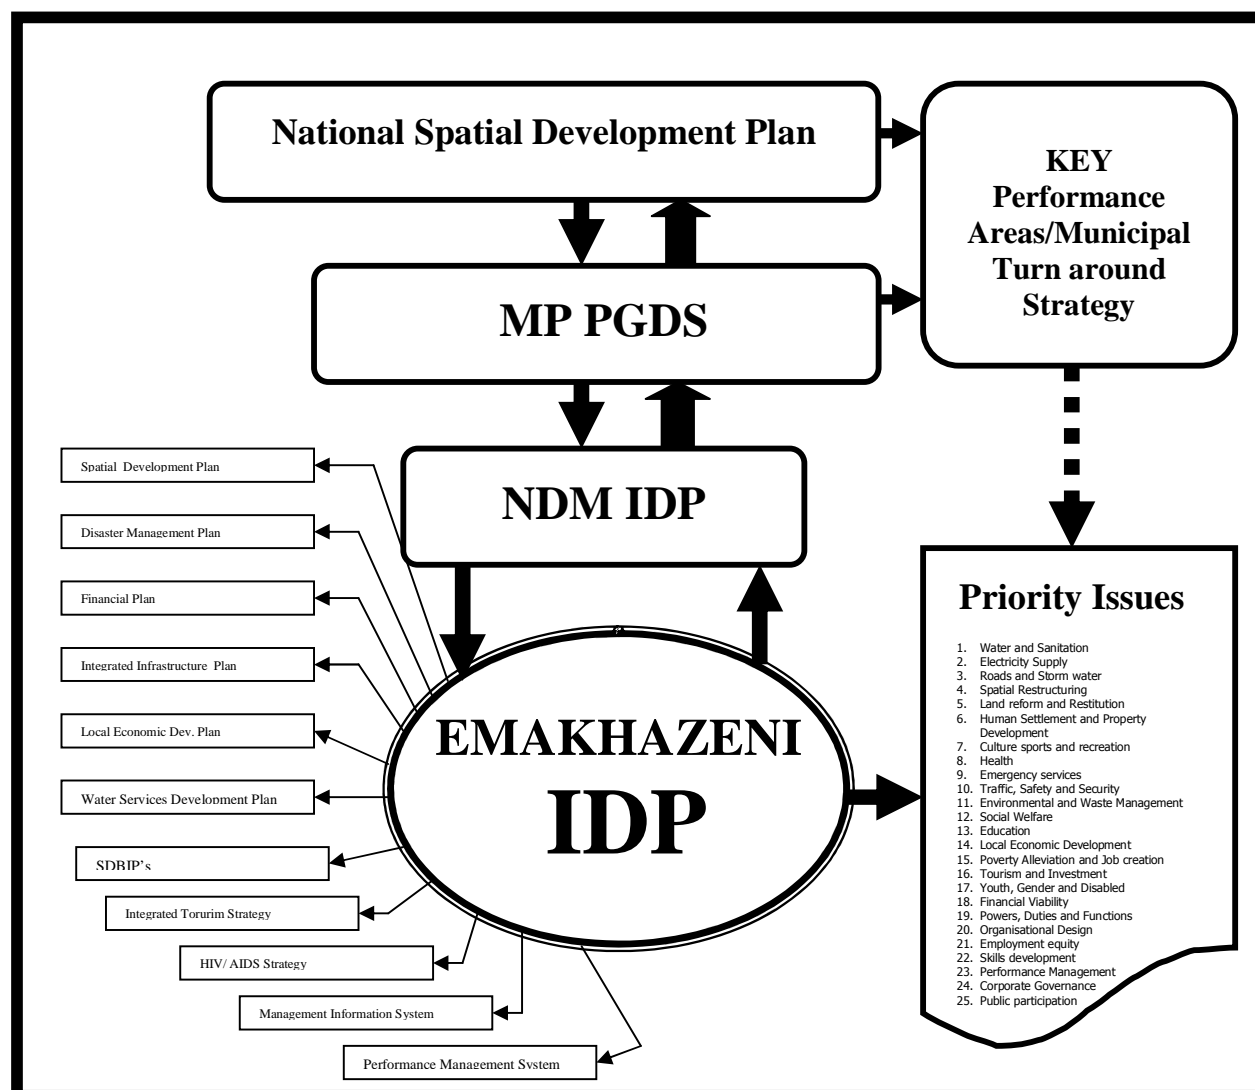 National Spatial Development Plan
KEY
Performance
Areas/Municipal
Turn around
Strategy
MP PGDS
NDM IDP
Spatial Development Plan
Disaster Management Plan
Financial Plan
Integrated Infrastructure Plan
Local Economic Dev. Plan
Water Services Development Plan
SDBIP's
Integrated Torurim Strategy
HIV/ AIDS Strategy
Management Information System
Performance Management System
EMAKHAZENI
IDP
Priority Issues
1. Water and Sanitation
2. Electricity Supply
3. Roads and Storm water
4. Spatial Restructuring
5. Land reform and Restitution
6. Human Settlement and Property
Development
7. Culture sports and recreation
8. Health
9. Emergency services
10. Traffic, Safety and Security
11. Environmental and Waste Management
12. Social Welfare
13. Education
14. Local Economic Development
15. Poverty Alleviation and Job creation
16. Tourism and Investment
17. Youth, Gender and Disabled
18. Financial Viability
19. Powers, Duties and Functions
20. Organisational Design
21. Employment equity
22. Skills development
23. Performance Management
24. Corporate Governance
25. Public participation